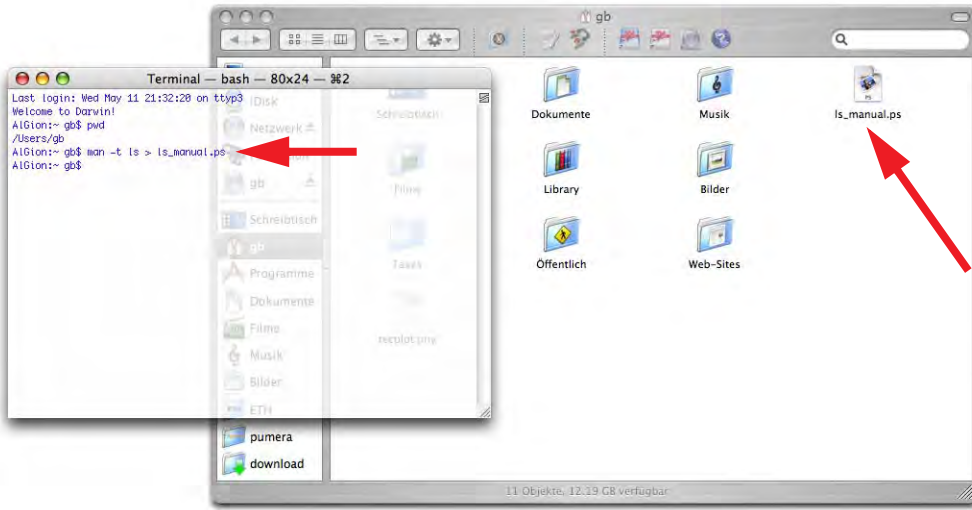 gb
Terminal — bash — 80x24 — ⌘2
Last login: Wed May 11 21:32:20 on ttyp3
Welcome to Darwin!
AlGion:~ gb$ pwd
/Users/gb
AlGion:~ gb$ man -t ls > ls_manual.ps
AlGion:~ gb$
iDisk
Netzwerk
gb
Schreibtisch
gb
Programme
Dokumente
Filme
Musik
Bilder
ETH
pumera
download
Schreibtisch
Filme
Tases
Dokumente
Musik
ls_manual.ps
Library
Bilder
Öffentlich
Web-Sites
11 Objekte, 12.19 GB verfügbar